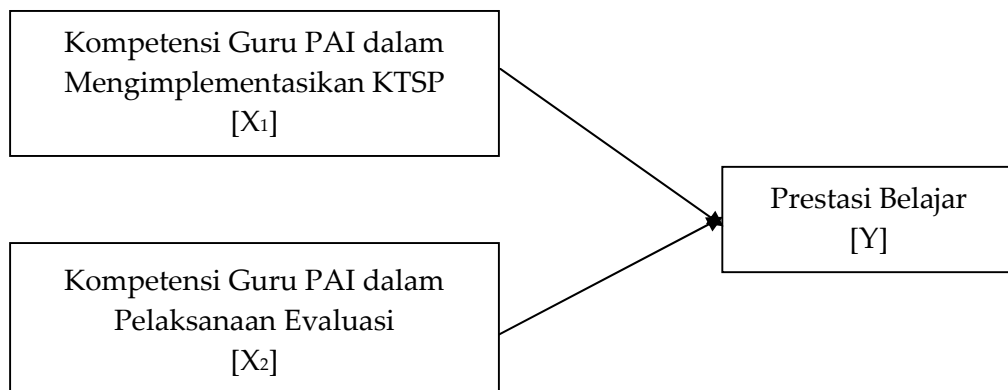 Kompetensi Guru PAI dalam
Mengimplementasikan KTSP
[X₁]
Prestasi Belajar
[Y]
Kompetensi Guru PAI dalam
Pelaksanaan Evaluasi
[X₂]